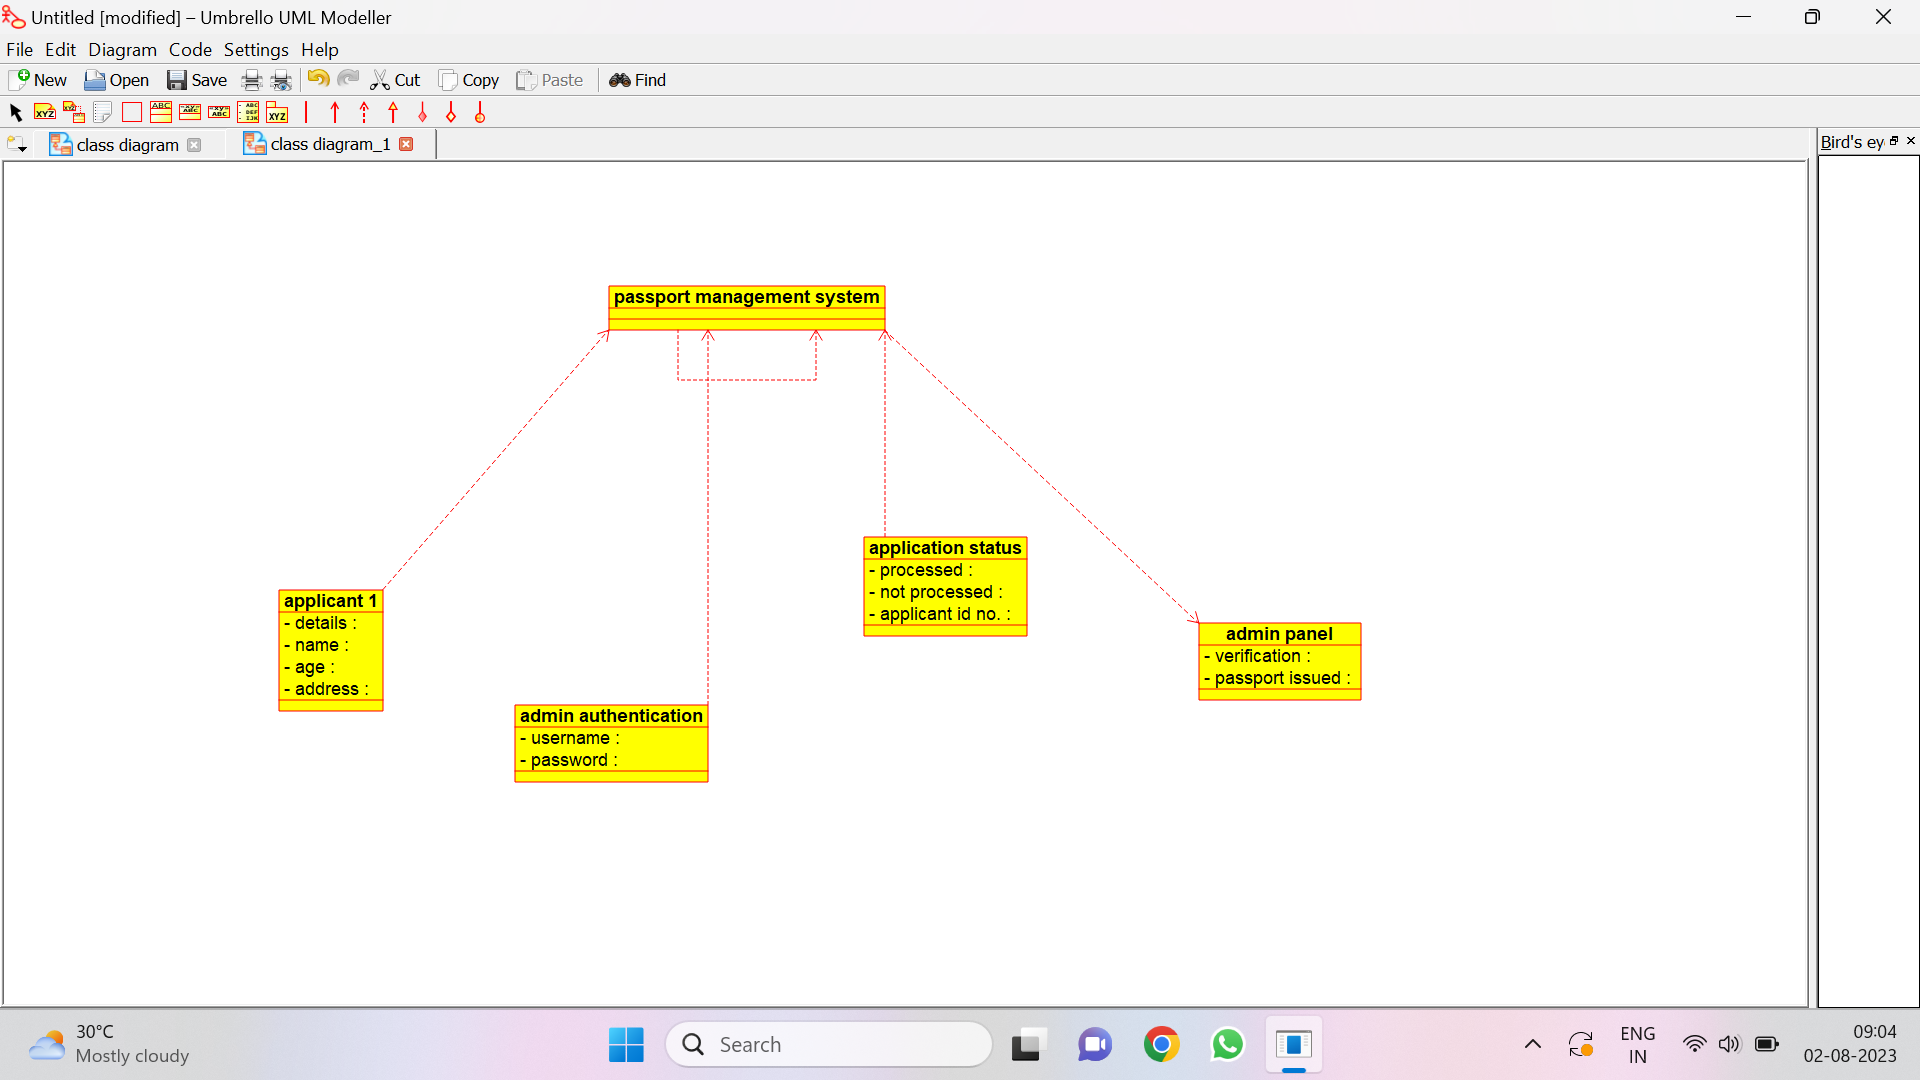 Untitled [modified] – Umbrello UML Modeller
File Edit Diagram Code Settings Help
New Open Save Cut Copy Paste Find
class diagram class diagram_1
Bird's ey
passport management system
application status
- processed :
- not processed :
- applicant id no. :
applicant 1
- details :
- name :
- age :
- address :
admin panel
- verification :
- passport issued :
admin authentication
- username :
- password :
30°C
Mostly cloudy
Search
ENG
IN
09:04
02-08-2023